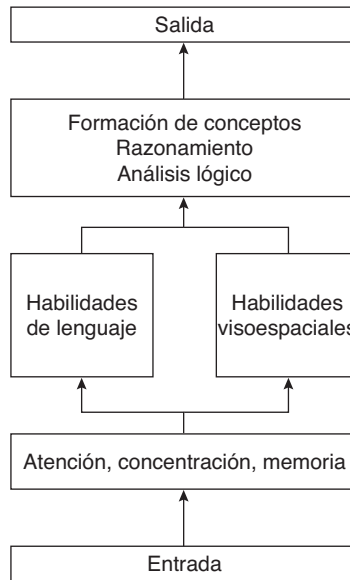 Salida
Formación de conceptos
Razonamiento
Análisis lógico
Habilidades
de lenguaje
Habilidades
visoespaciales
Atención, concentración, memoria
Entrada